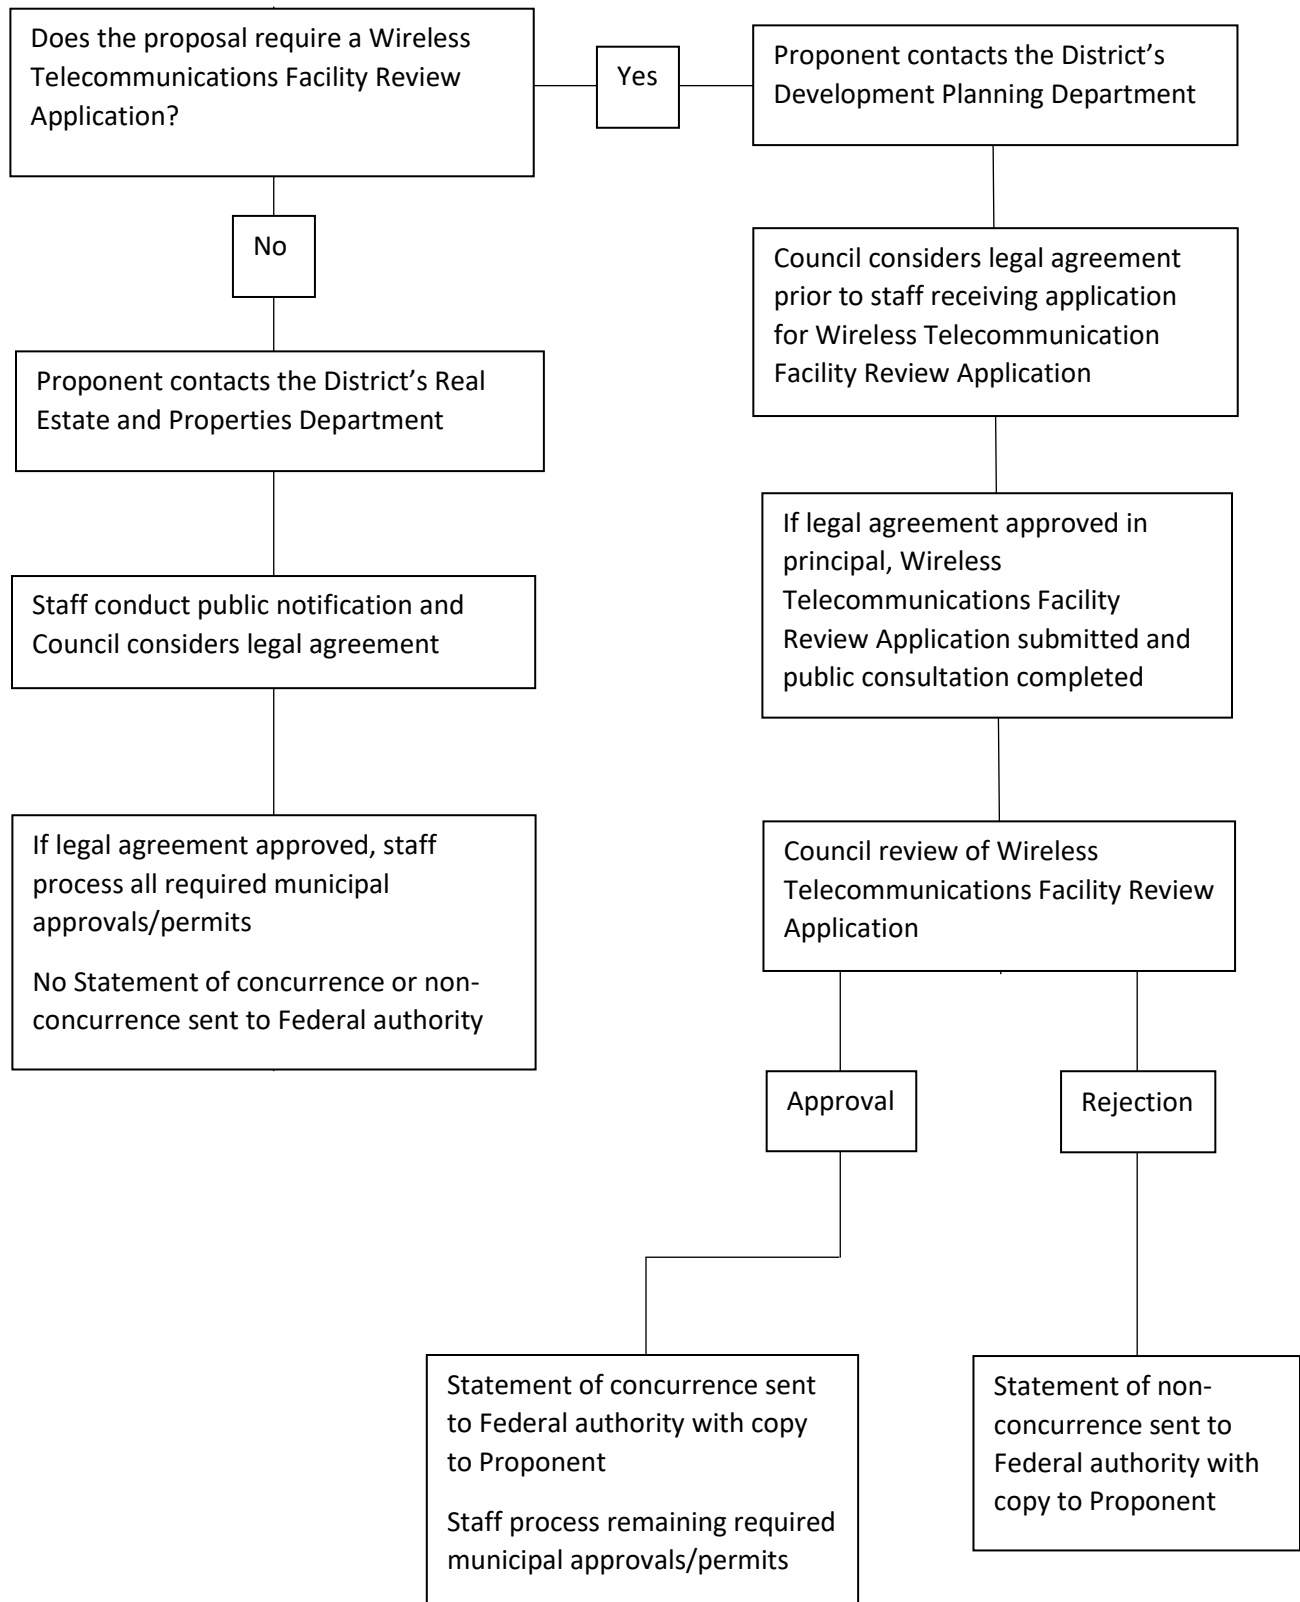 Does the proposal require a Wireless
Telecommunications Facility Review
Application?
Yes
Proponent contacts the District’s
Development Planning Department
No
Council considers legal agreement
prior to staff receiving application
for Wireless Telecommunication
Facility Review Application
Proponent contacts the District’s Real
Estate and Properties Department
If legal agreement approved in
principal, Wireless
Telecommunications Facility
Review Application submitted and
public consultation completed
Staff conduct public notification and
Council considers legal agreement
If legal agreement approved, staff
process all required municipal
approvals/permits
No Statement of concurrence or non-
concurrence sent to Federal authority
Council review of Wireless
Telecommunications Facility Review
Application
Approval
Rejection
Statement of concurrence sent
to Federal authority with copy
to Proponent
Staff process remaining required
municipal approvals/permits
Statement of non-
concurrence sent to
Federal authority with
copy to Proponent